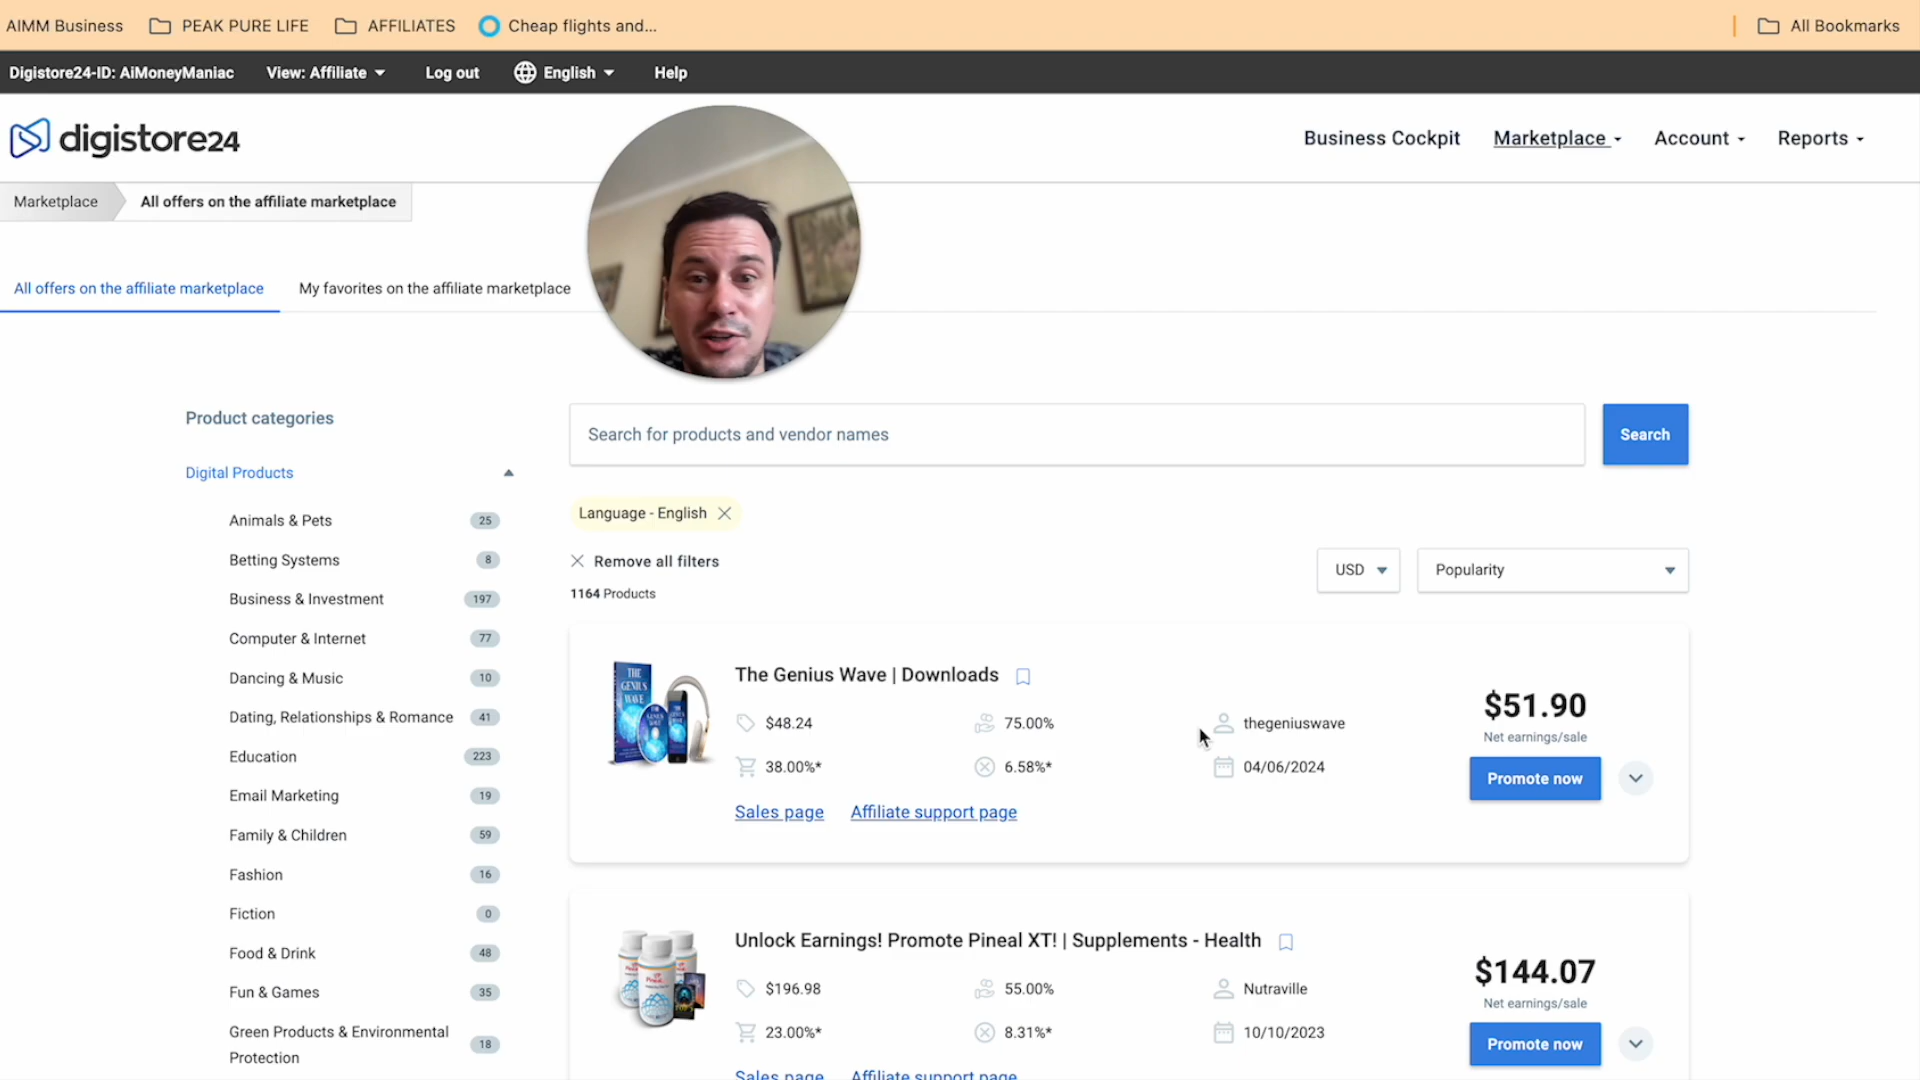 AIMM Business
PEAK PURE LIFE
AFFILIATES
Cheap flights and...
All Bookmarks
Digistore24-ID: AiMoneyManiac
View: Affiliate
Log out
English
Help
digistore24
Business Cockpit
Marketplace
Account
Reports
Marketplace
All offers on the affiliate marketplace
All offers on the affiliate marketplace
My favorites on the affiliate marketplace
Product categories
Digital Products
Animals & Pets 25
Betting Systems 8
Business & Investment 197
Computer & Internet 77
Dancing & Music 10
Dating, Relationships & Romance 41
Education 223
Email Marketing 19
Family & Children 59
Fashion 16
Fiction 0
Food & Drink 48
Fun & Games 35
Green Products & Environmental
Protection 18
Search for products and vendor names
Search
Language - English
Remove all filters
1164 Products
USD
Popularity
THE
GENIUS
WAVE
The Genius Wave | Downloads
$48.24
75.00%
thegeniuswave
38.00%*
6.58%*
04/06/2024
Sales page
Affiliate support page
$51.90
Net earnings/sale
Promote now
Unlock Earnings! Promote Pineal XT! | Supplements - Health
$196.98
55.00%
Nutraville
23.00%*
8.31%*
10/10/2023
Sales page
Affiliate support page
$144.07
Net earnings/sale
Promote now